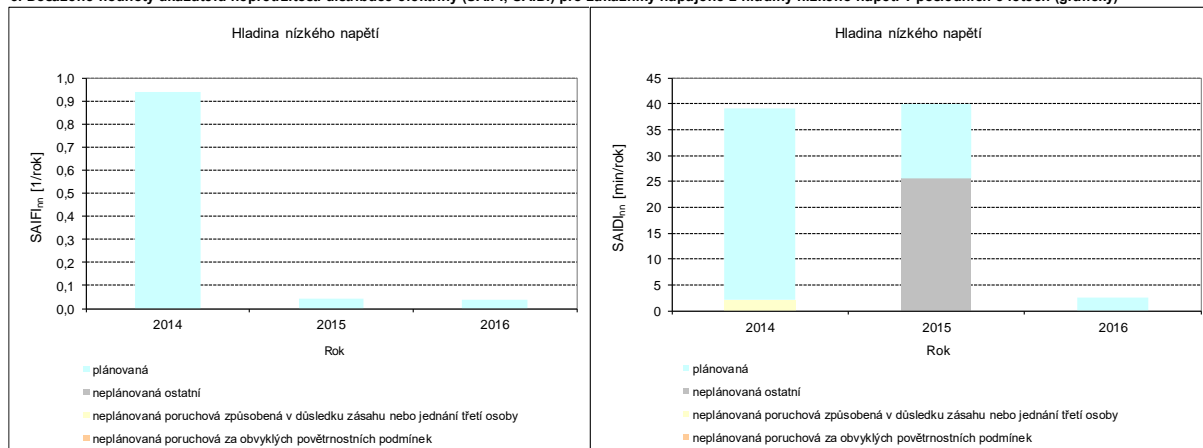 Hladina nízkého napětí
SAIFInn [1/rok]
1,0
0,9
0,8
0,7
0,6
0,5
0,4
0,3
0,2
0,1
0,0
2014 2015 2016
Rok
plánovaná
neplánovaná ostatní
neplánovaná poruchová způsobená v důsledku zásahu nebo jednání třetí osoby
neplánovaná poruchová za obvyklých povětrnostních podmínek
Hladina nízkého napětí
SAIDInn [min/rok]
45
40
35
30
25
20
15
10
5
0
2014 2015 2016
Rok
plánovaná
neplánovaná ostatní
neplánovaná poruchová způsobená v důsledku zásahu nebo jednání třetí osoby
neplánovaná poruchová za obvyklých povětrnostních podmínek